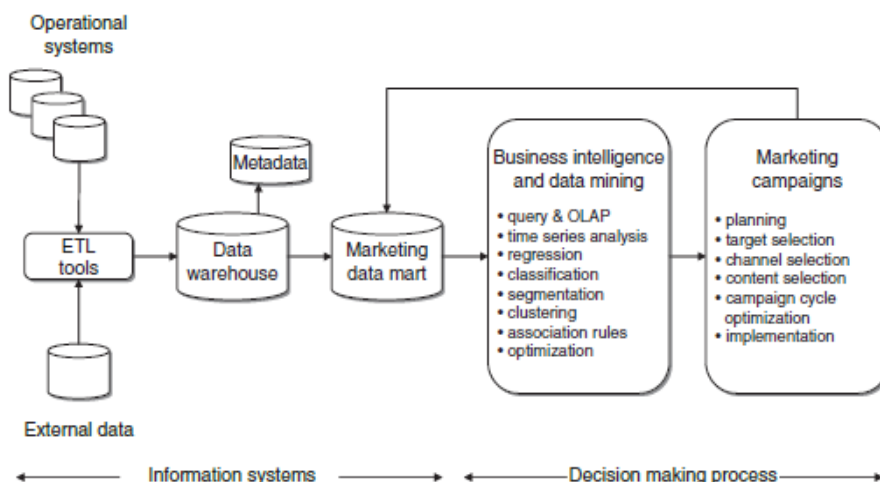 Operational
systems
Metadata
ETL
tools
Data
warehouse
Marketing
data mart
Business intelligence
and data mining
• query & OLAP
• time series analysis
• regression
• classification
• segmentation
• clustering
• association rules
• optimization
Marketing
campaigns
• planning
• target selection
• channel selection
• content selection
• campaign cycle
optimization
• implementation
External data
Information systems
Decision making process